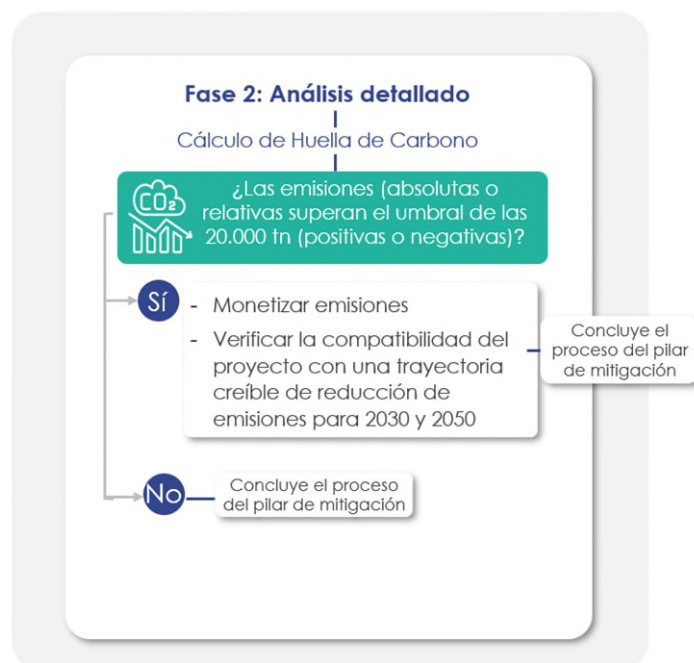 Fase 2: Análisis detallado
Cálculo de Huella de Carbono
CO₂
¿Las emisiones (absolutas o
relativas superan el umbral de las
20.000 tn (positivas o negativas)?
Sí
- Monetizar emisiones
- Verificar la compatibilidad del
proyecto con una trayectoria
creíble de reducción de
emisiones para 2030 y 2050
Concluye el
proceso del pilar
de mitigación
No
Concluye el proceso
del pilar de mitigación